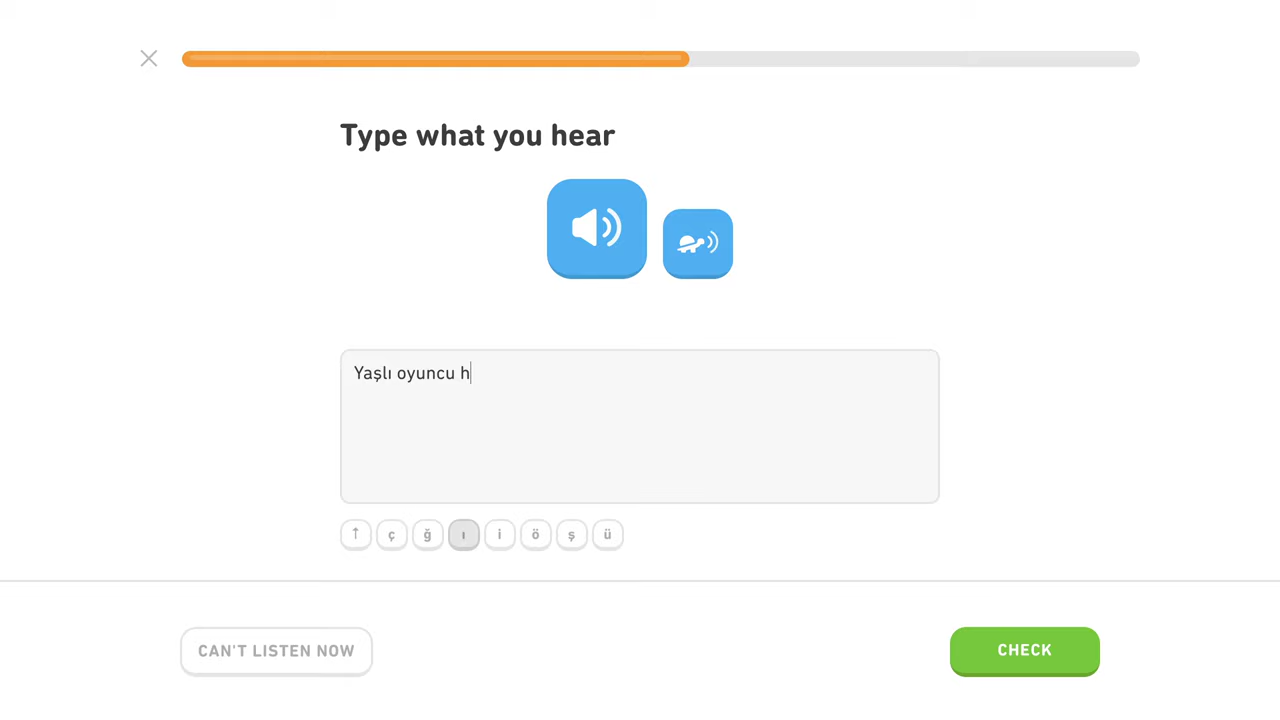 Type what you hear
Yaşlı oyuncu h
↑ ç ğ ı i ö ş ü
CAN'T LISTEN NOW
CHECK